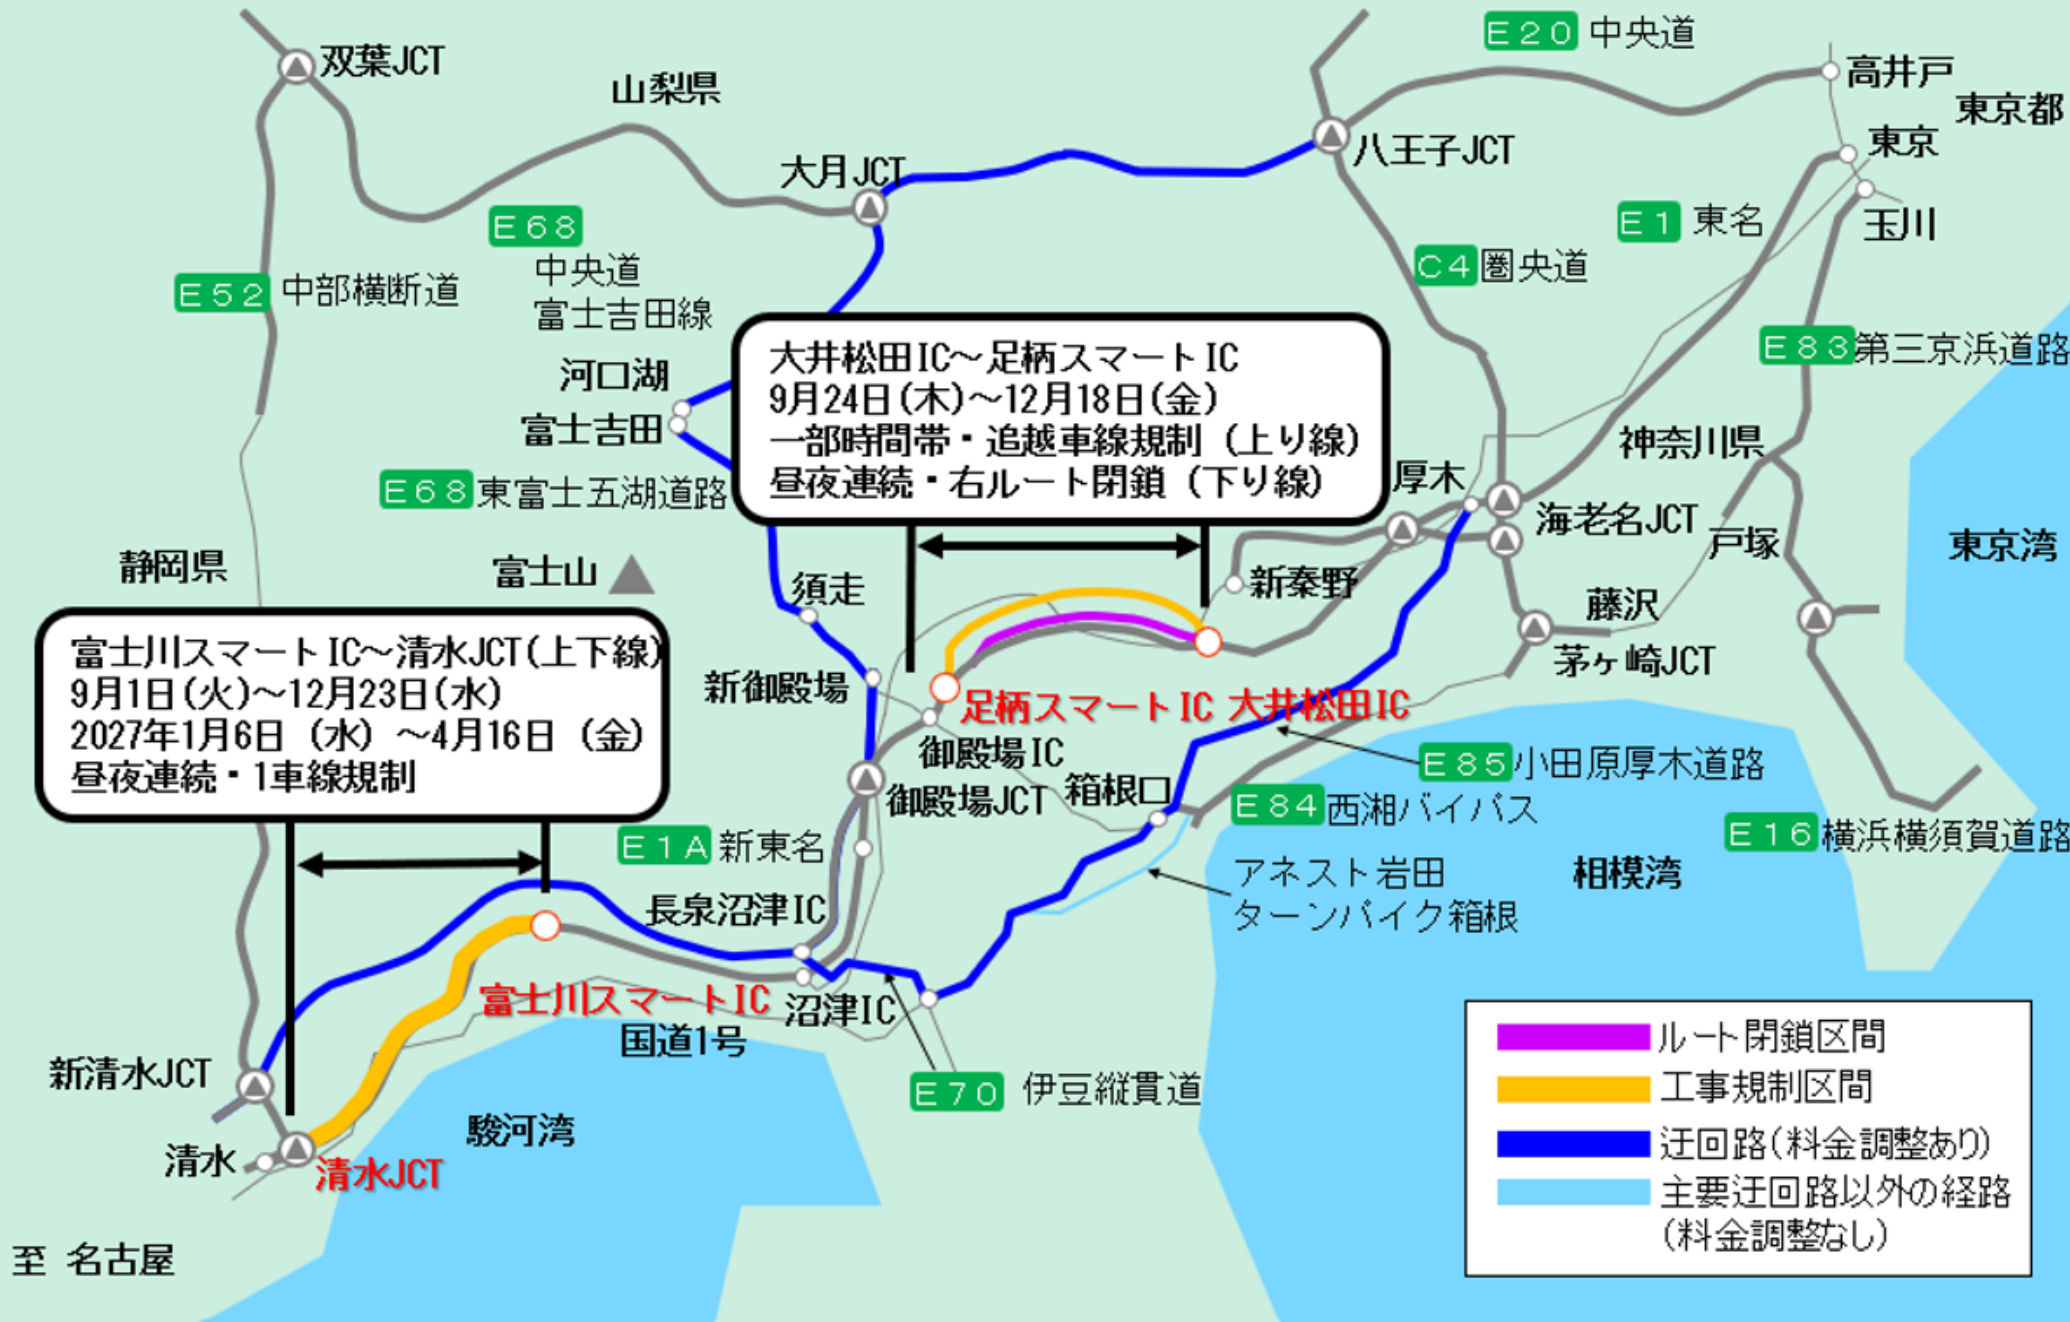 E20 中央道
双葉JCT
高井戸
山梨県
東京都
東京
八王子JCT
大月JCT
E1 東名
玉川
E68
中央道
富士吉田線
C4 圏央道
E52 中部横断道
E83 第三京浜道路
大井松田IC～足柄スマートIC
9月24日(木)～12月18日(金)
一部時間帯・追越車線規制（上り線）
昼夜連続・右ルート閉鎖（下り線）
河口湖
富士吉田
神奈川県
厚木
E68 東富士五湖道路
海老名JCT
戸塚
東京湾
静岡県
富士山
須走
新秦野
藤沢
富士川スマートIC～清水JCT(上下線)
9月1日(火)～12月23日(水)
2027年1月6日（水）～4月16日（金）
昼夜連続・1車線規制
茅ヶ崎JCT
新御殿場
足柄スマートIC 大井松田IC
御殿場IC
E85 小田原厚木道路
御殿場JCT
箱根口
E84 西湘バイパス
E1A 新東名
E16 横浜横須賀道路
アネスト岩田
ターンパイク箱根
相模湾
長泉沼津IC
富士川スマートIC
沼津IC
国道1号
新清水JCT
E70 伊豆縦貫道
駿河湾
清水
清水JCT
至 名古屋
ルート閉鎖区間
工事規制区間
迂回路(料金調整あり)
主要迂回路以外の経路
(料金調整なし)